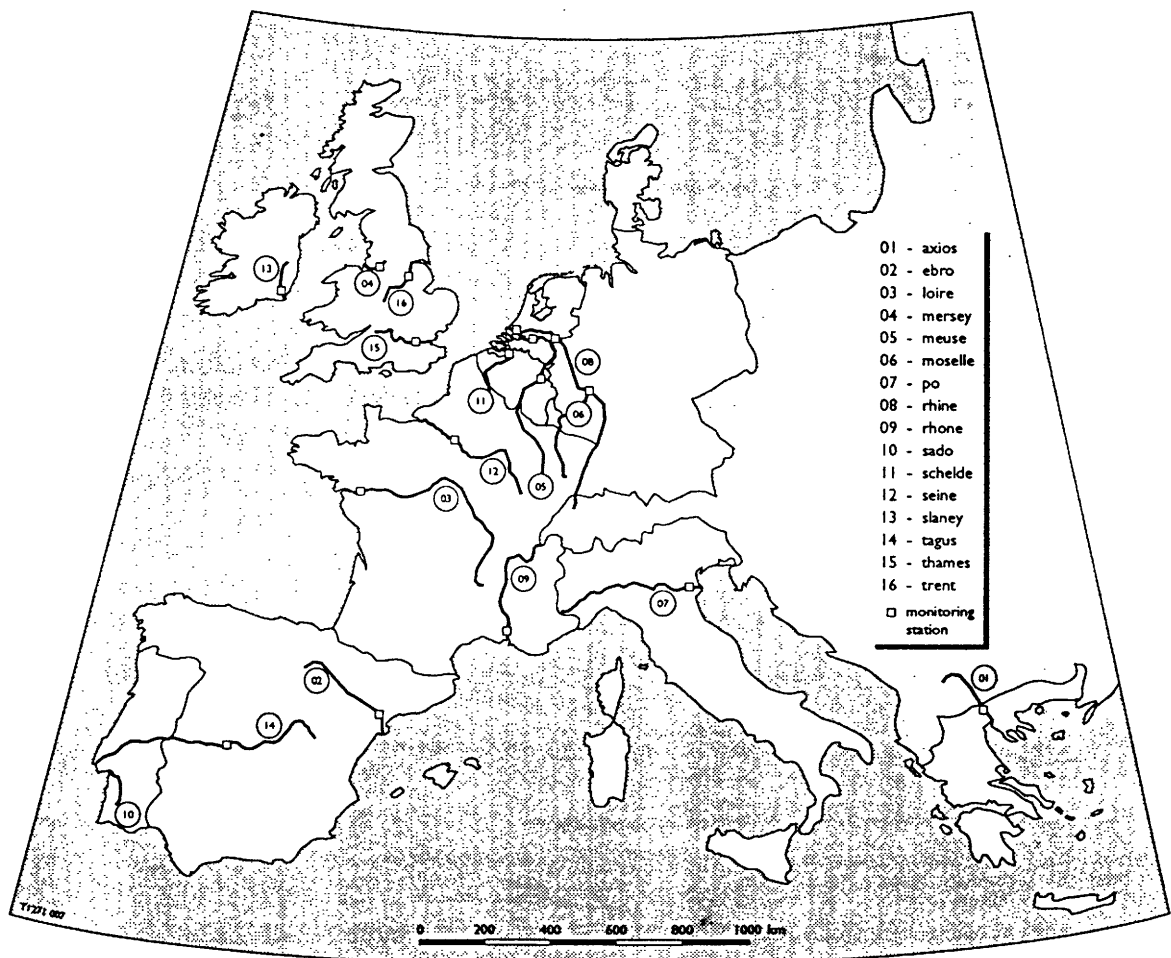 13
04
16
15
08
11
06
12
05
03
09
07
02
14
01
10
01 - axios
02 - ebro
03 - loire
04 - mersey
05 - meuse
06 - moselle
07 - po
08 - rhine
09 - rhone
10 - sado
11 - schelde
12 - seine
13 - slaney
14 - tagus
15 - thames
16 - trent
monitoring
station
T1271 007
0 200 400 600 800 1000 km